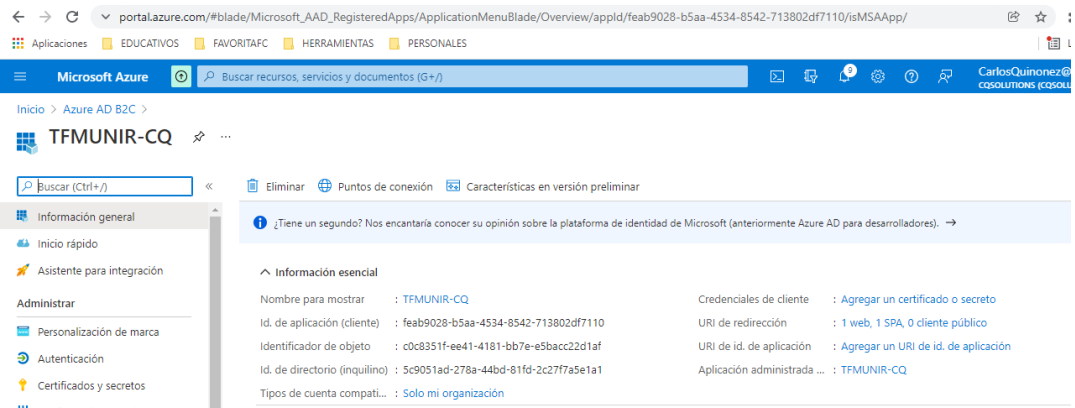 portal.azure.com/#blade/Microsoft_AAD_RegisteredApps/ApplicationMenuBlade/Overview/appId/feab9028-b5aa-4534-8542-713802df7110/isMSAApp/
Aplicaciones EDUCATIVOS FAVORITAFC HERRAMIENTAS PERSONALES
Microsoft Azure Buscar recursos, servicios y documentos (G+/) 9 CarlosQuinonez@
CQSOLUTIONS (CQSOLU
Inicio > Azure AD B2C >
TFMUNIR-CQ ...
Buscar (Ctrl+/) « Eliminar Puntos de conexión Características en versión preliminar
Información general
¿Tiene un segundo? Nos encantaría conocer su opinión sobre la plataforma de identidad de Microsoft (anteriormente Azure AD para desarrolladores). →
Inicio rápido
Asistente para integración
Información esencial
Administrar
Nombre para mostrar : TFMUNIR-CQ Credenciales de cliente : Agregar un certificado o secreto
Personalización de marca
Id. de aplicación (cliente) : feab9028-b5aa-4534-8542-713802df7110 URI de redirección : 1 web, 1 SPA, 0 cliente público
Identificador de objeto : c0c8351f-ee41-4181-bb7e-e5bacc22d1af URI de id. de aplicación : Agregar un URI de id. de aplicación
Autenticación
Id. de directorio (inquilino) : 5c9051ad-278a-44bd-81fd-2c27f7a5e1a1 Aplicación administrada ... : TFMUNIR-CQ
Certificados y secretos
Tipos de cuenta compati... : Solo mi organización